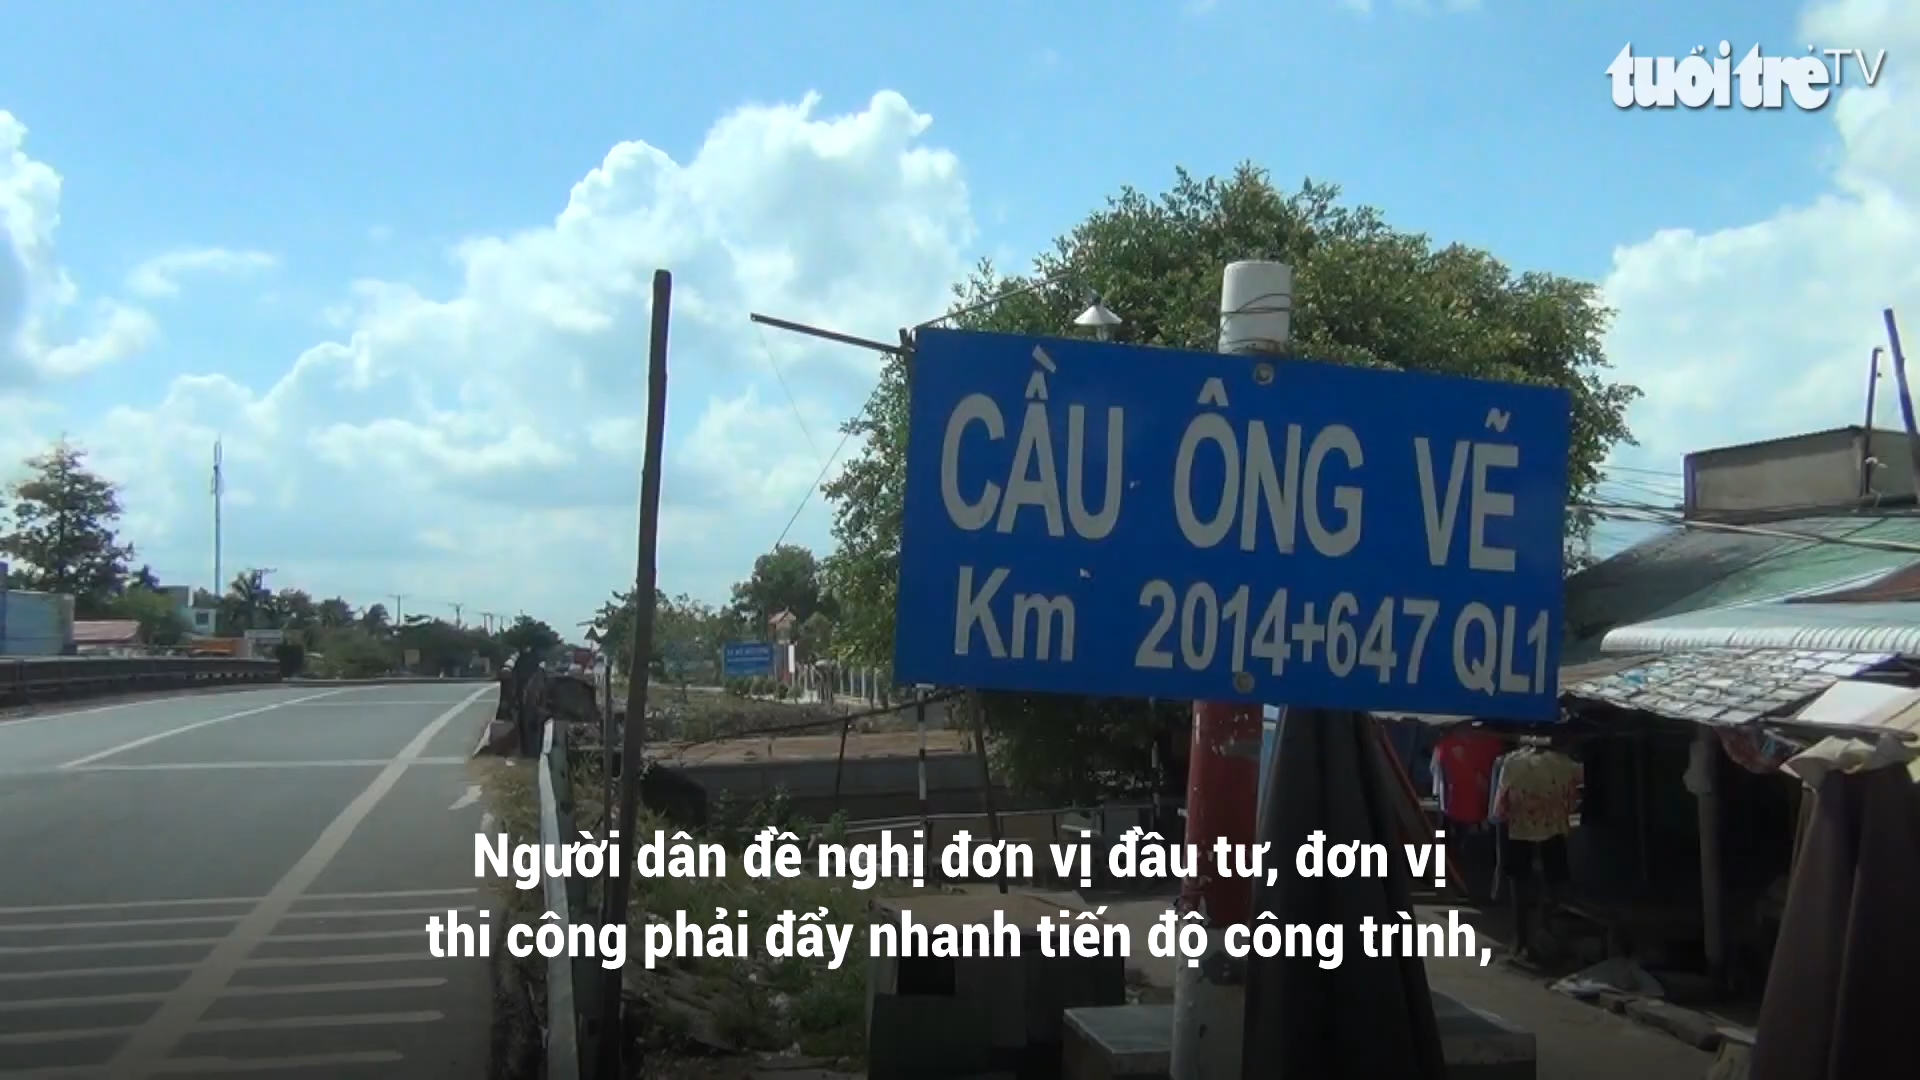 tuổi trẻ TV
CẦU ÔNG VẼ
Km 2014+647 QL1
Người dân đề nghị đơn vị đầu tư, đơn vị
thi công phải đẩy nhanh tiến độ công trình,